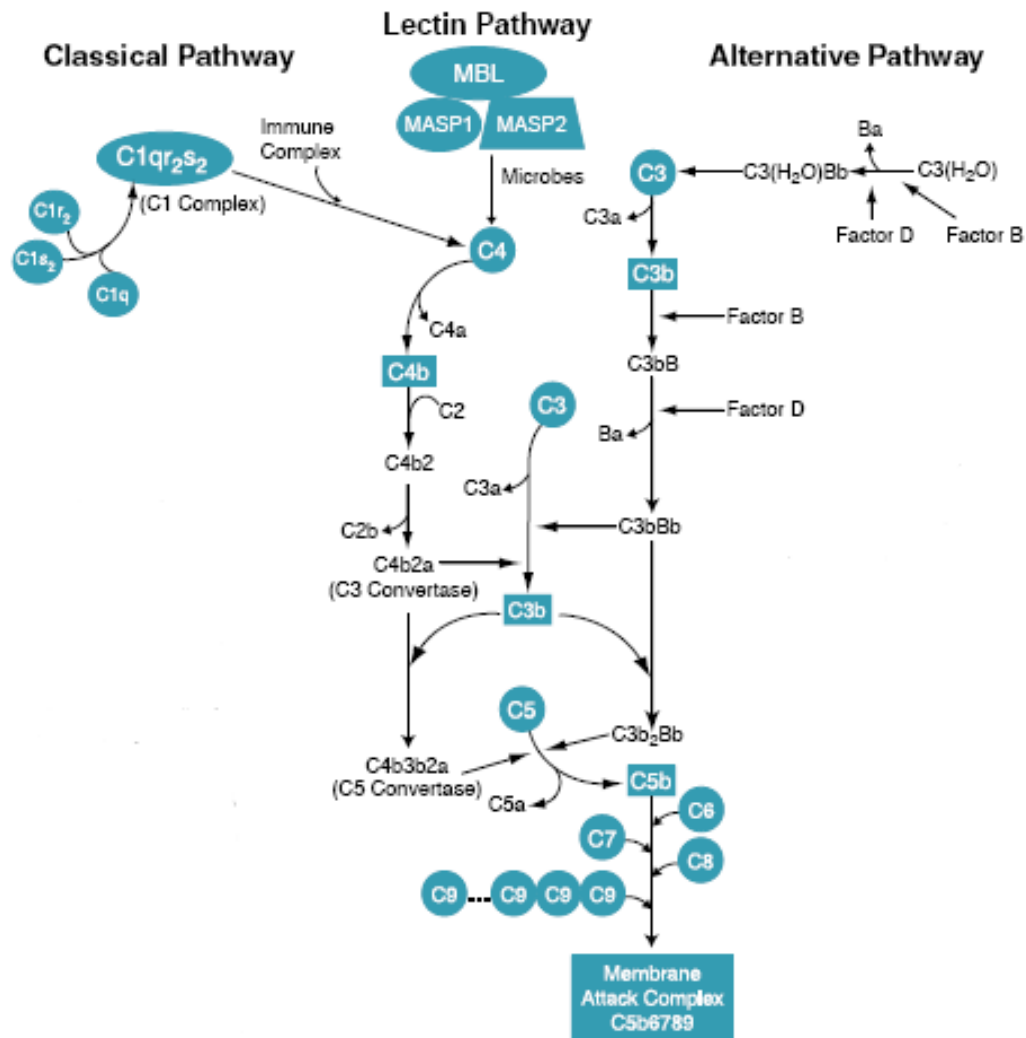 Lectin Pathway
Classical Pathway
Alternative Pathway
MBL
MASP1
MASP2
Immune
Complex
C1qr₂s₂
(C1 Complex)
C1r₂
C1s₂
C1q
Microbes
C4
C4a
C4b
C2
C4b2
C2b
C4b2a
(C3 Convertase)
C3
C3a
C3b
Ba
C3
C3(H₂O)Bb
C3(H₂O)
C3a
Factor D
Factor B
C3b
Factor B
C3bB
Factor D
Ba
C3bBb
C5
C3b₂Bb
C4b3b2a
(C5 Convertase)
C5a
C5b
C6
C7
C8
C9
C9
C9
C9
Membrane
Attack Complex
C5b6789